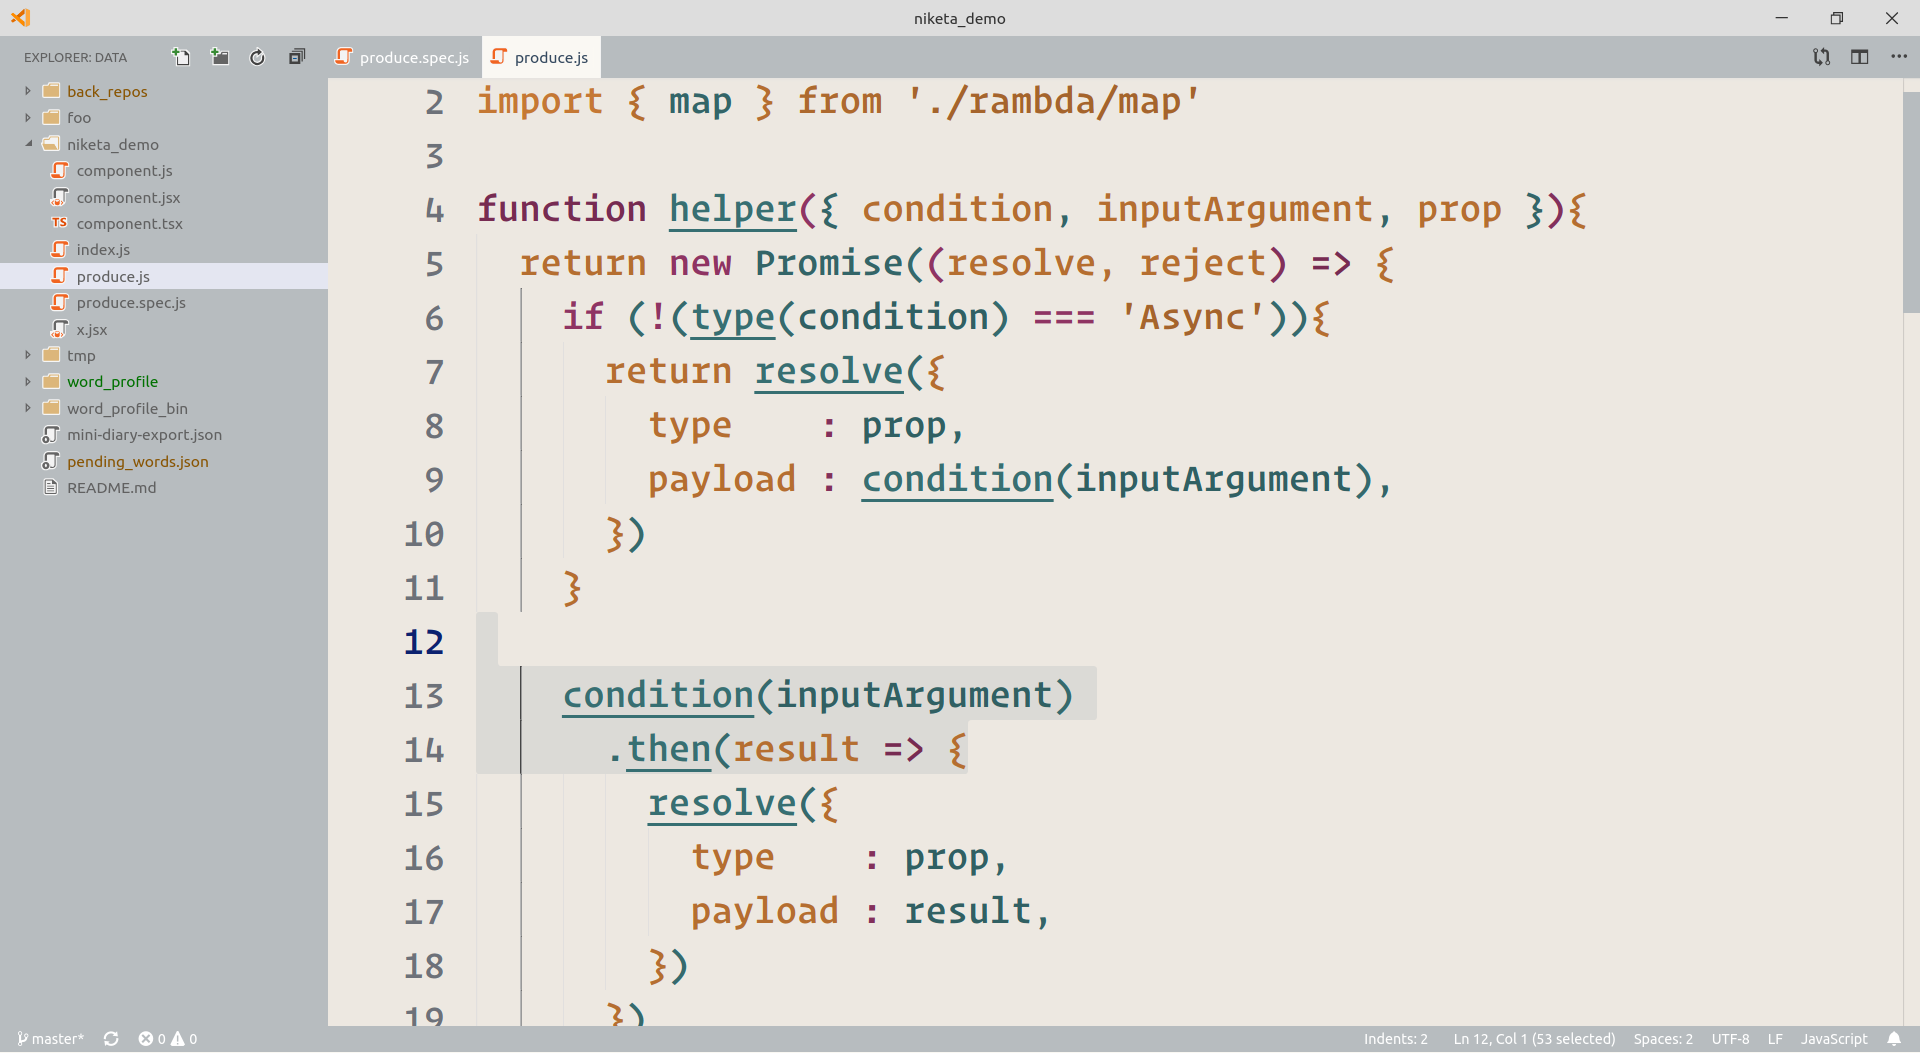 niketa_demo
EXPLORER: DATA
produce.spec.js
produce.js
back_repos
foo
niketa_demo
component.js
component.jsx
TS component.tsx
index.js
produce.js
produce.spec.js
x.jsx
tmp
word_profile
word_profile_bin
mini-diary-export.json
pending_words.json
README.md
2 import { map } from './rambda/map'
3
4 function helper({ condition, inputArgument, prop }){
5   return new Promise((resolve, reject) => {
6     if (!(type(condition) === 'Async')){
7       return resolve({
8         type    : prop,
9         payload : condition(inputArgument),
10       })
11     }
12
13     condition(inputArgument)
14       .then(result => {
15         resolve({
16           type    : prop,
17           payload : result,
18         })
19       })
master* 0 0
Indents: 2 Ln 12, Col 1 (53 selected) Spaces: 2 UTF-8 LF JavaScript